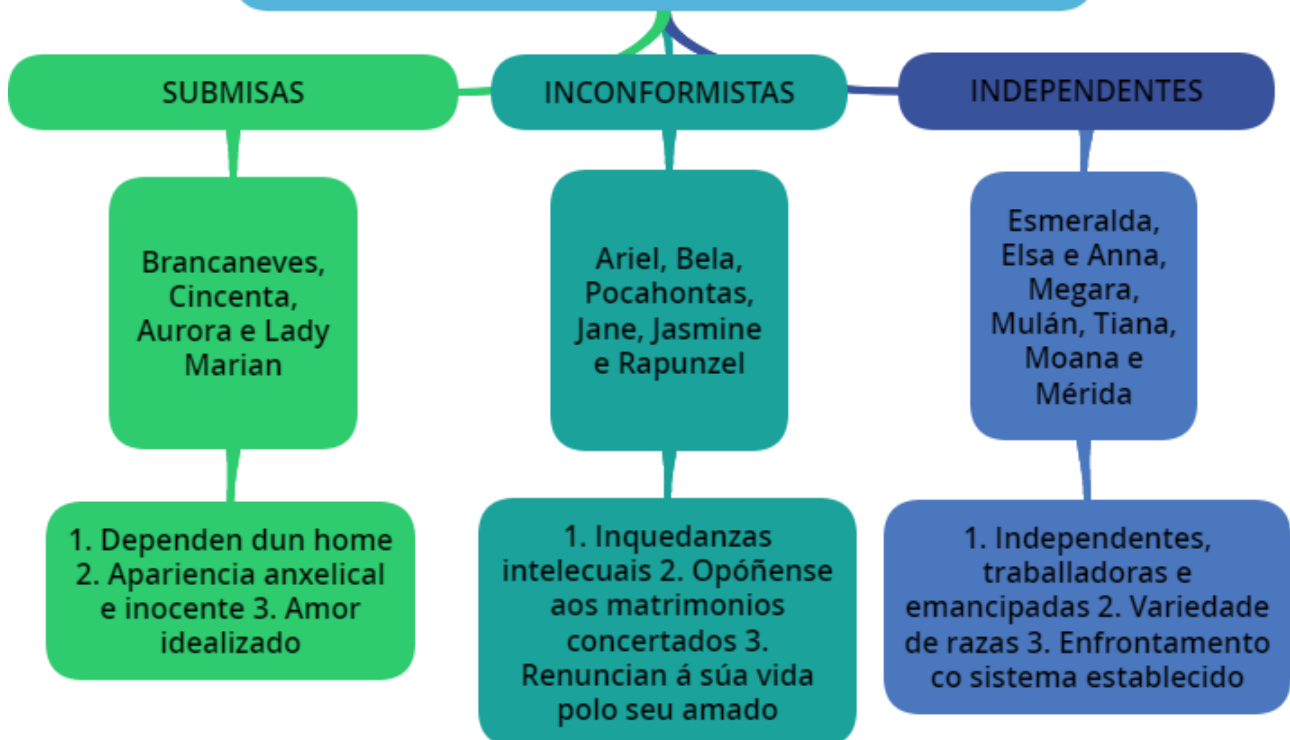 SUBMISAS
INCONFORMISTAS
INDEPENDENTES
Brancaneves,
Cincenta,
Aurora e Lady
Marian
Ariel, Bela,
Pocahontas,
Jane, Jasmine
e Rapunzel
Esmeralda,
Elsa e Anna,
Megara,
Mulán, Tiana,
Moana e
Mérida
1. Dependen dun home
2. Apariencia anxelical
e inocente 3. Amor
idealizado
1. Inquedanzas
intelecuais 2. Opóñense
aos matrimonios
concertados 3.
Renuncian á súa vida
polo seu amado
1. Independentes,
traballadoras e
emancipadas 2. Variedade
de razas 3. Enfrontamento
co sistema establecido